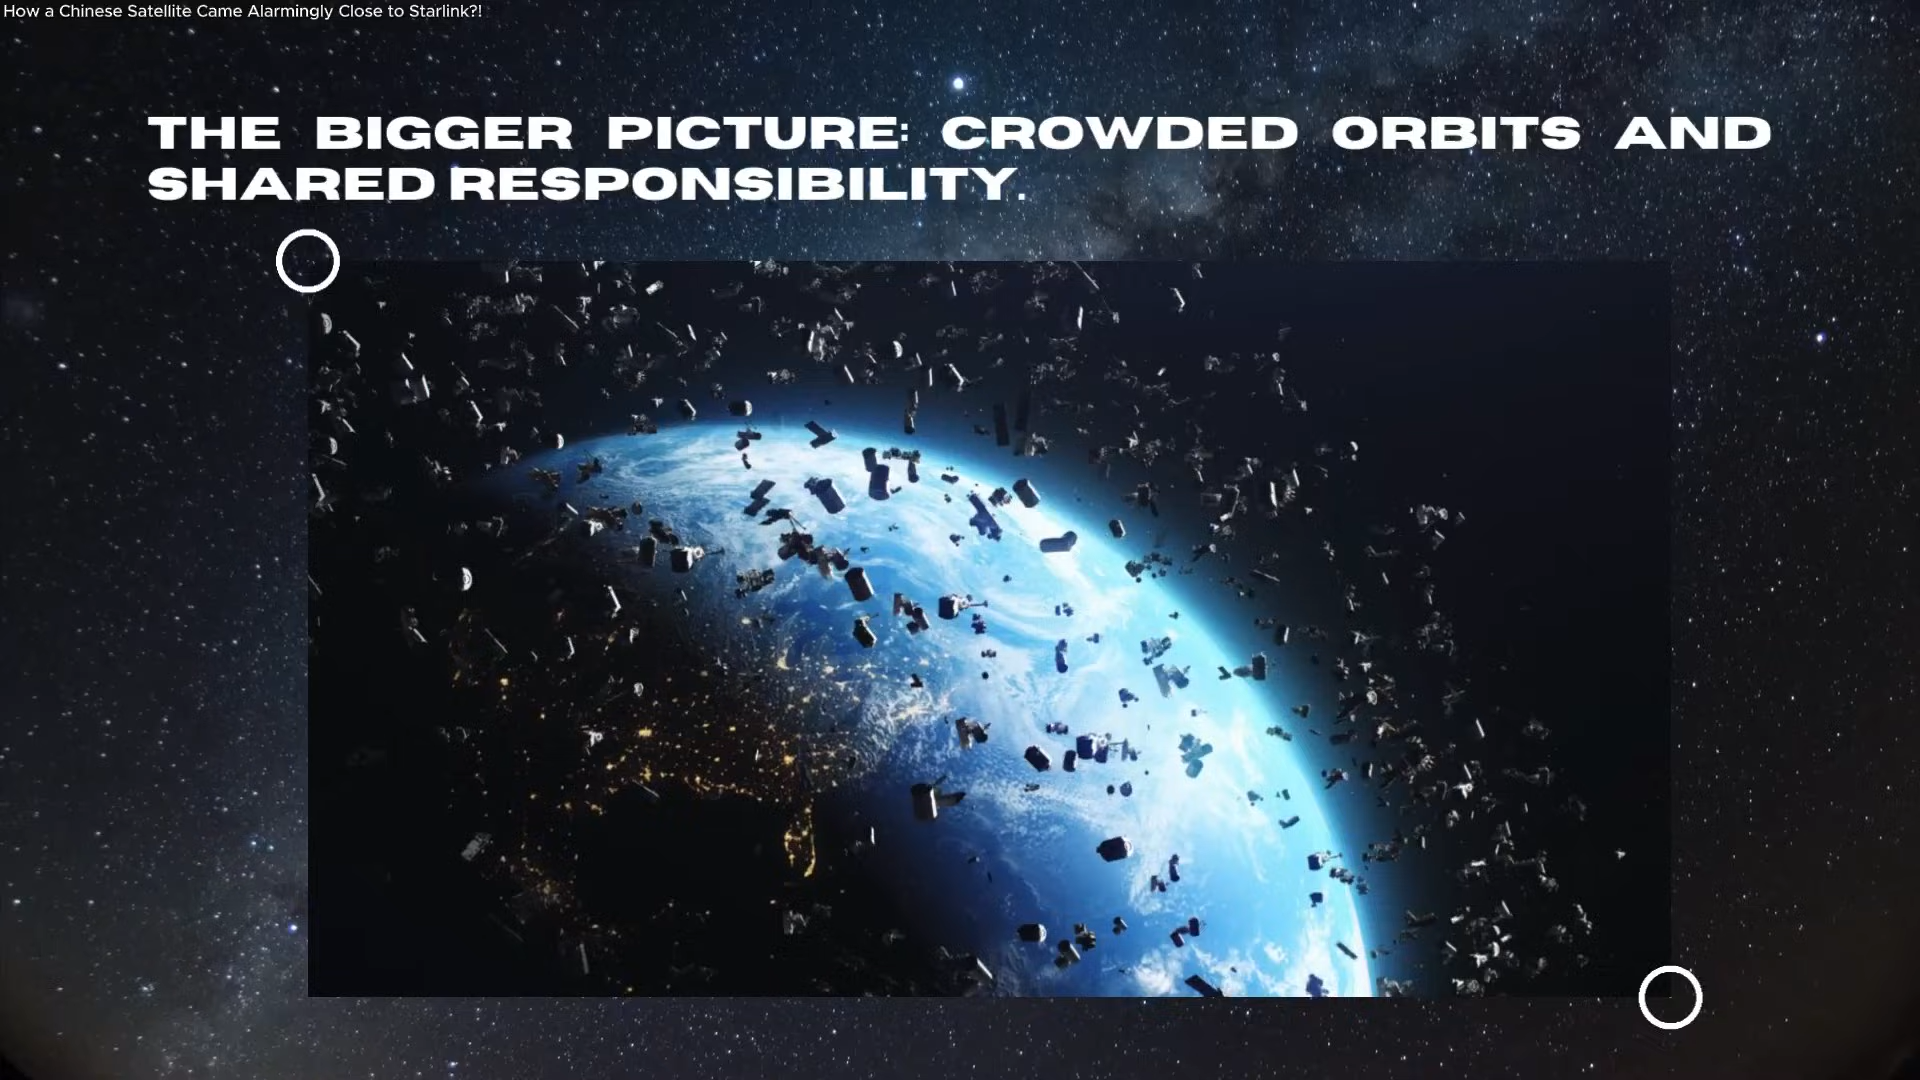 How a Chinese Satellite Came Alarmingly Close to Starlink?!
THE BIGGER PICTURE: CROWDED ORBITS AND
SHARED RESPONSIBILITY.